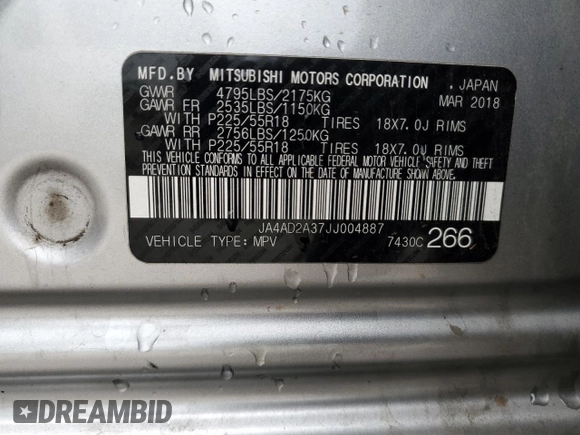 MFD.BY MITSUBISHI MOTORS CORPORATION . JAPAN
GVWR 4795LBS/2175KG MAR 2018
GAWR FR 2535LBS/1150KG
WITH P225/55R18 TIRES 18X7.0J RIMS
GAWR RR 2756LBS/1250KG
WITH P225/55R18 TIRES 18X7.0J RIMS
THIS VEHICLE CONFORMS TO ALL APPLICABLE FEDERAL MOTOR VEHICLE SAFETY AND THEFT
PREVENTION STANDARDS IN EFFECT ON THE DATE OF MANUFACTURE SHOWN ABOVE.
JA4AD2A37JJ004887
VEHICLE TYPE: MPV 7430C 266
DREAMBID